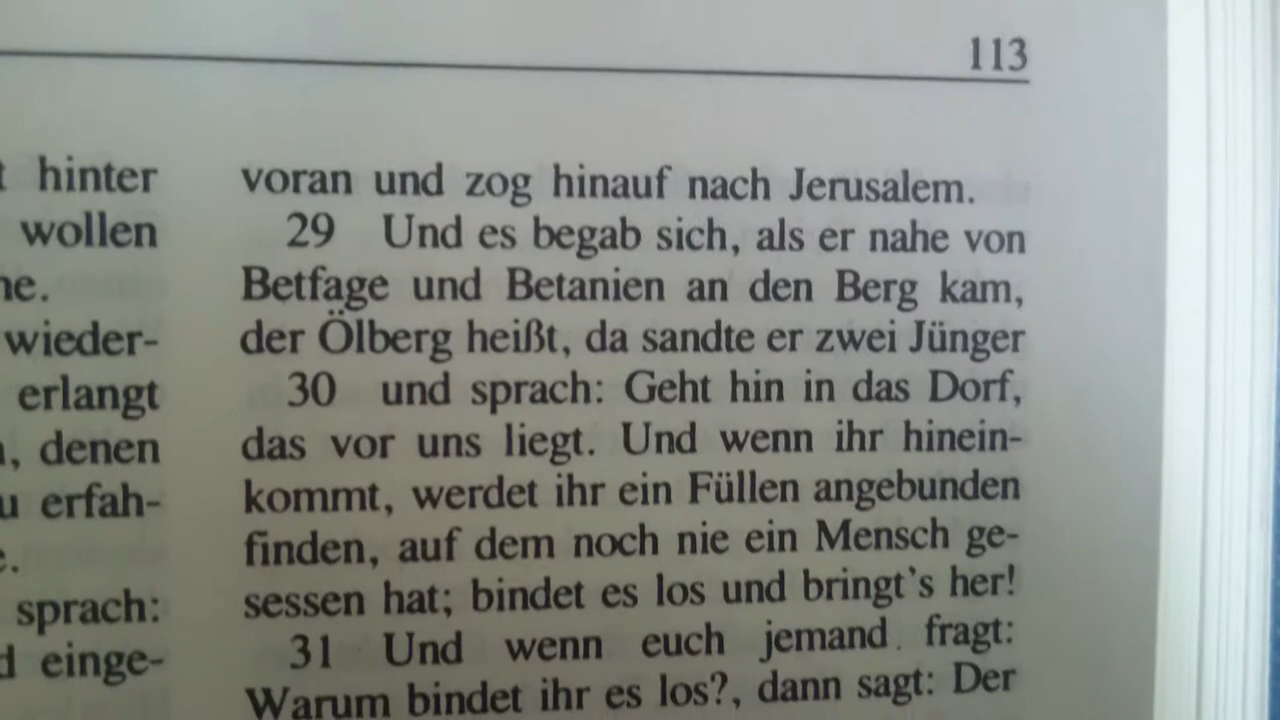 113
hinter
wollen
wieder-
erlangt
denen
erfah-
sprach:
einge-
voran und zog hinauf nach Jerusalem.
29 Und es begab sich, als er nahe von
Betfage und Betanien an den Berg kam,
der Ölberg heißt, da sandte er zwei Jünger
30 und sprach: Geht hin in das Dorf,
das vor uns liegt. Und wenn ihr hinein-
kommt, werdet ihr ein Füllen angebunden
finden, auf dem noch nie ein Mensch ge-
sessen hat; bindet es los und bringt's her!
31 Und wenn euch jemand fragt:
Warum bindet ihr es los?, dann sagt: Der